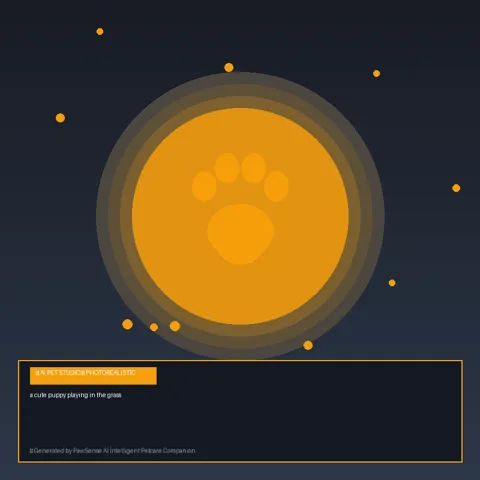 AI PET STUDIO PHOTOREALISTIC
a cute puppy playing in the grass
Generated by PawSense AI Intelligent Petcare Companion